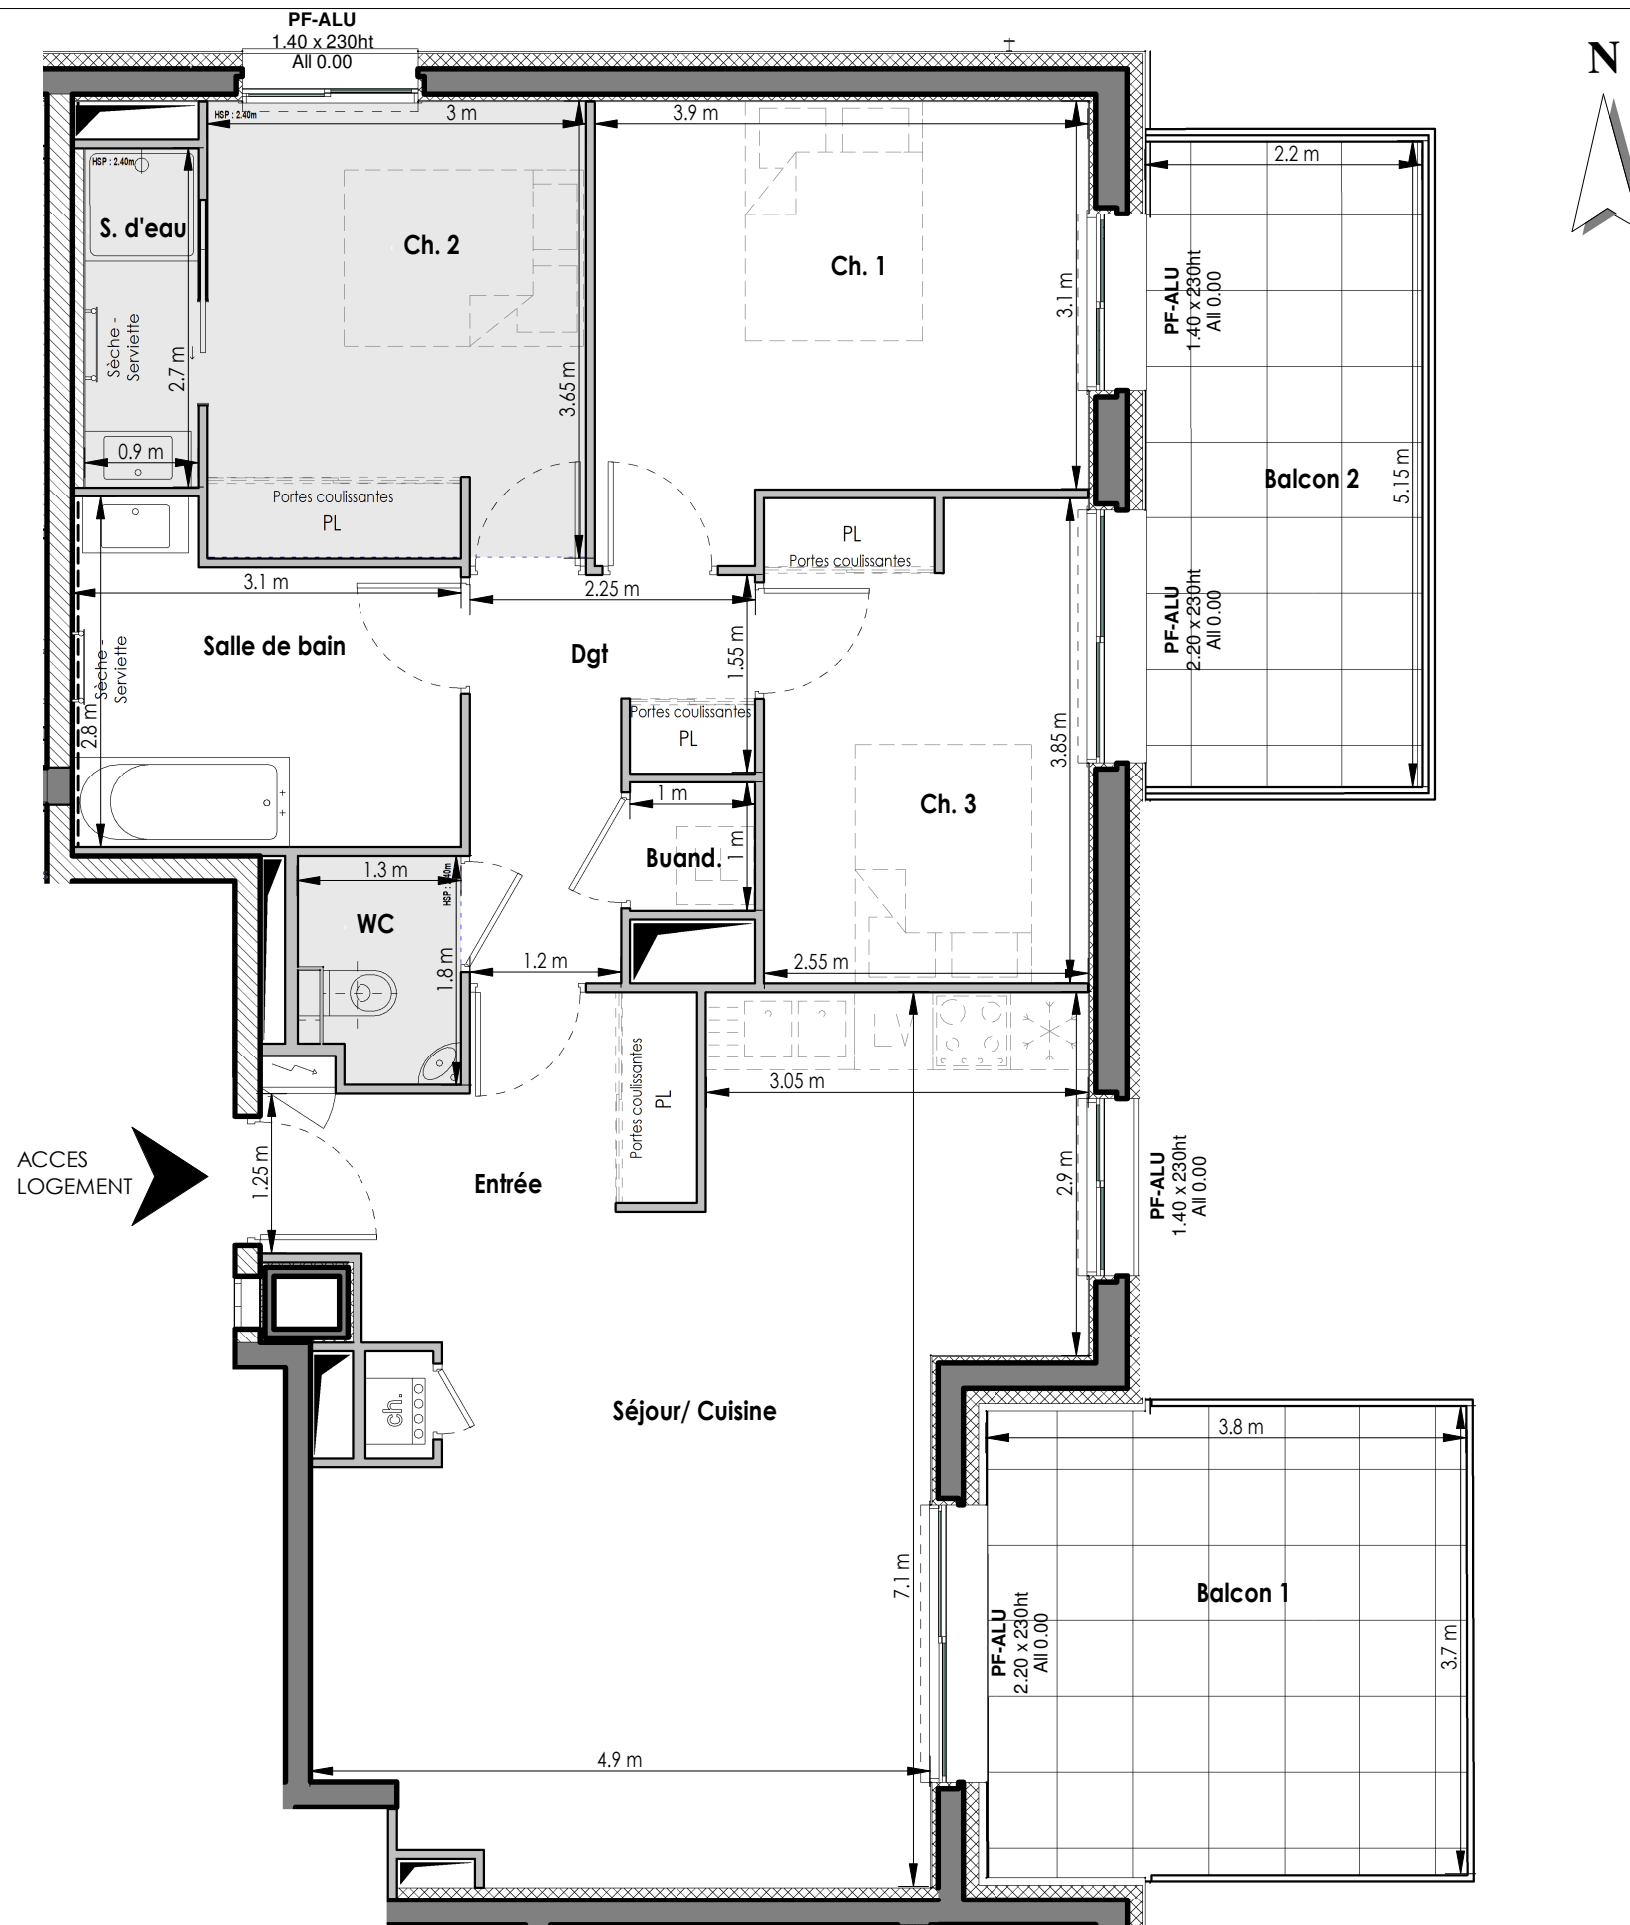 PF-ALU
1.40 x 230ht
All 0.00
N
HSP : 2.40m
3 m
3.9 m
2.2 m
HSP : 2.40m
S. d'eau
Ch. 2
Ch. 1
3.1 m
PF-ALU
1.40 x 230ht
All 0.00
Sèche -
Serviette
2.7 m
3.65 m
0.9 m
Balcon 2
5.15 m
Portes coulissantes
PL
PL
Portes coulissantes
3.1 m
2.25 m
PF-ALU
2.20 x 230ht
All 0.00
Salle de bain
Sèche -
Serviette
Dgt
1.55 m
2.8 m
Portes coulissantes
PL
3.85 m
1 m
Ch. 3
Buand.
1 m
1.3 m
HSP : 2.40m
WC
1.8 m
1.2 m
2.55 m
LV
3.05 m
Portes coulissantes
PL
ACCES
LOGEMENT
1.25 m
Entrée
2.9 m
PF-ALU
1.40 x 230ht
All 0.00
ch.
Séjour/ Cuisine
3.8 m
7.1 m
Balcon 1
PF-ALU
2.20 x 230ht
All 0.00
3.7 m
4.9 m